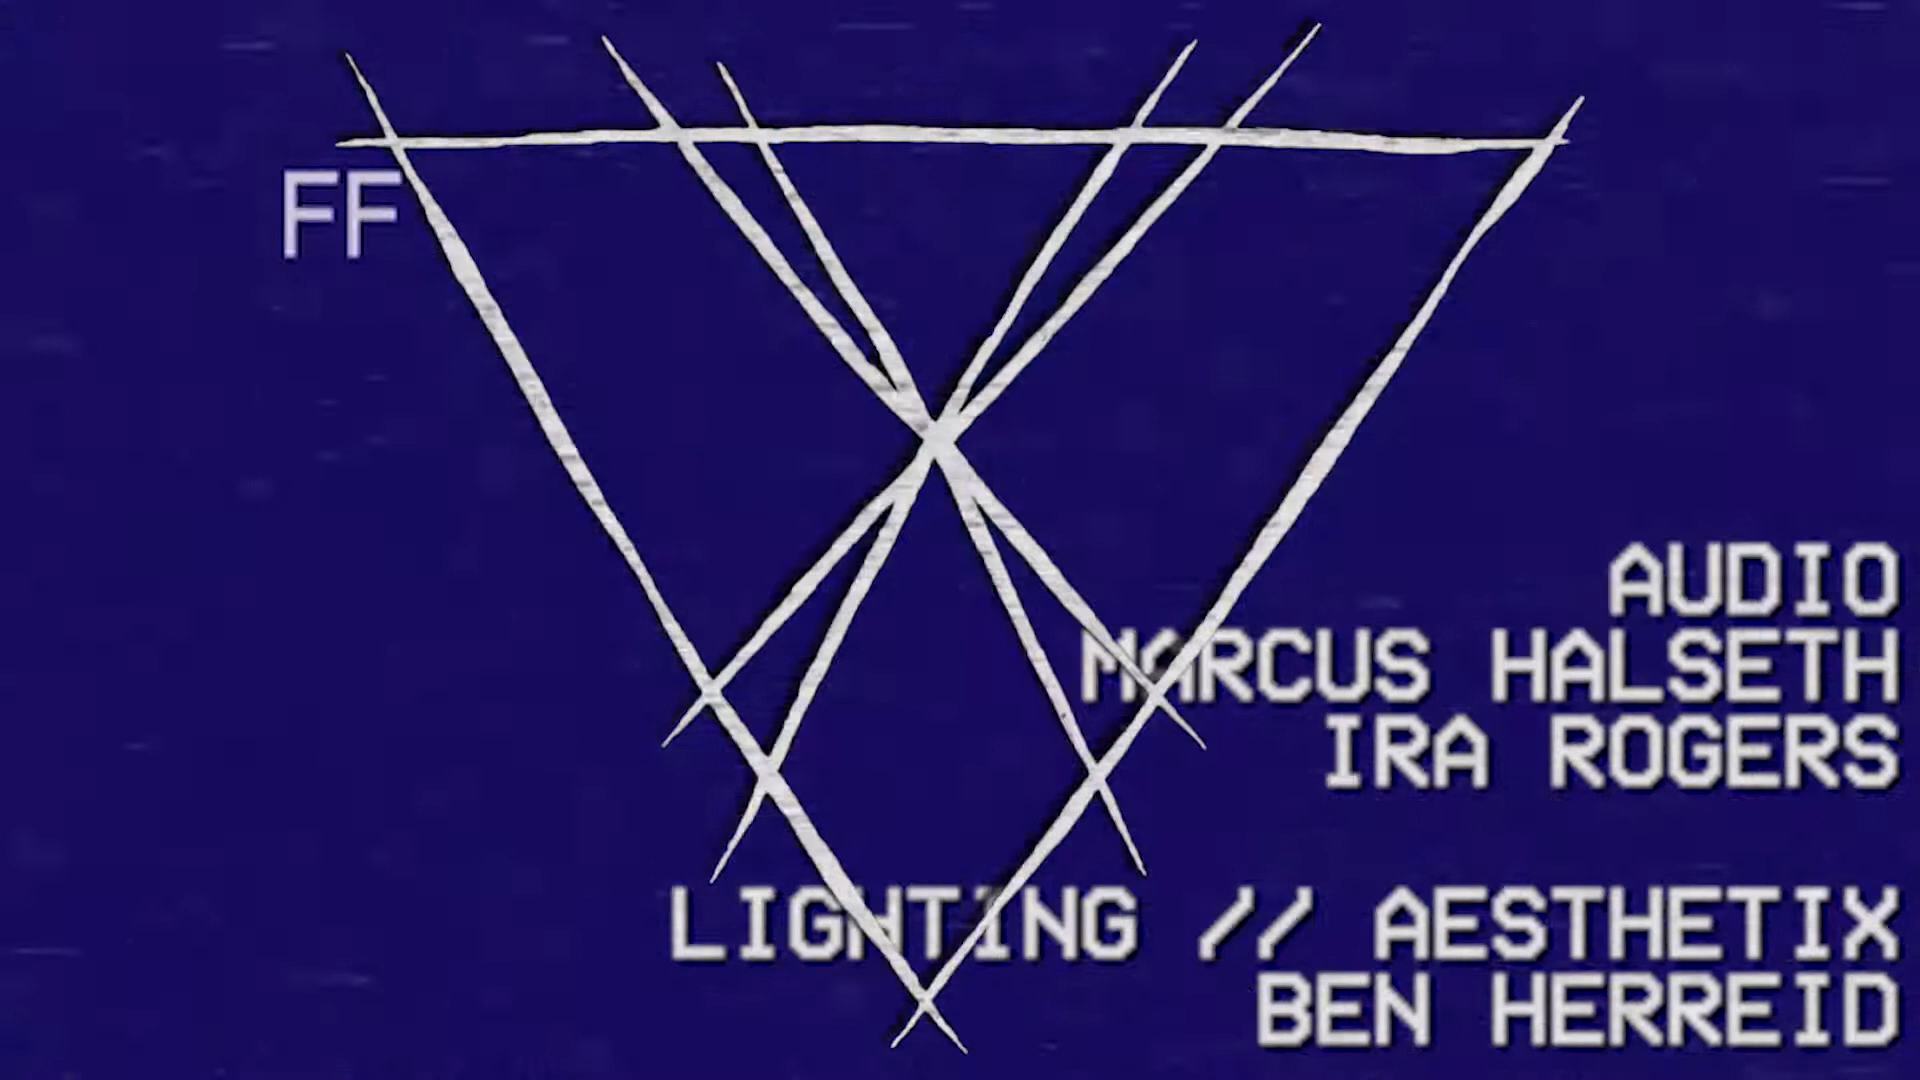 FF
AUDIO
MARCUS HALSETH
IRA ROGERS
LIGHTING // AESTHETIX
BEN HERREID